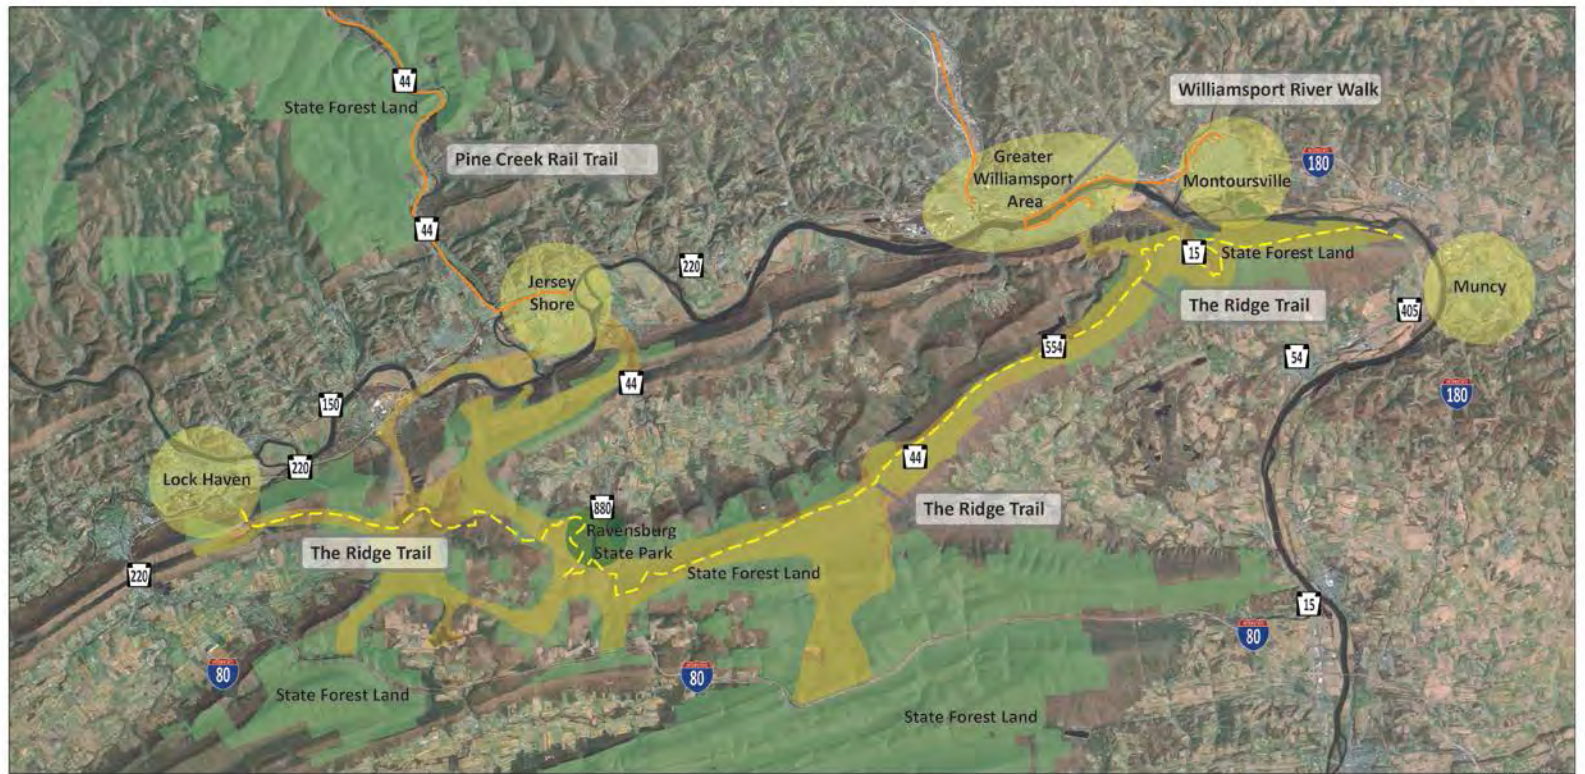 44
State Forest Land
Williamsport River Walk
Pine Creek Rail Trail
Greater
Williamsport
Area
180
Montoursville
44
15
State Forest Land
220
Jersey
Shore
Muncy
The Ridge Trail
405
554
54
44
180
150
44
220
Lock Haven
880
The Ridge Trail
Ravensburg
State Park
The Ridge Trail
State Forest Land
220
15
80
80
80
State Forest Land
State Forest Land